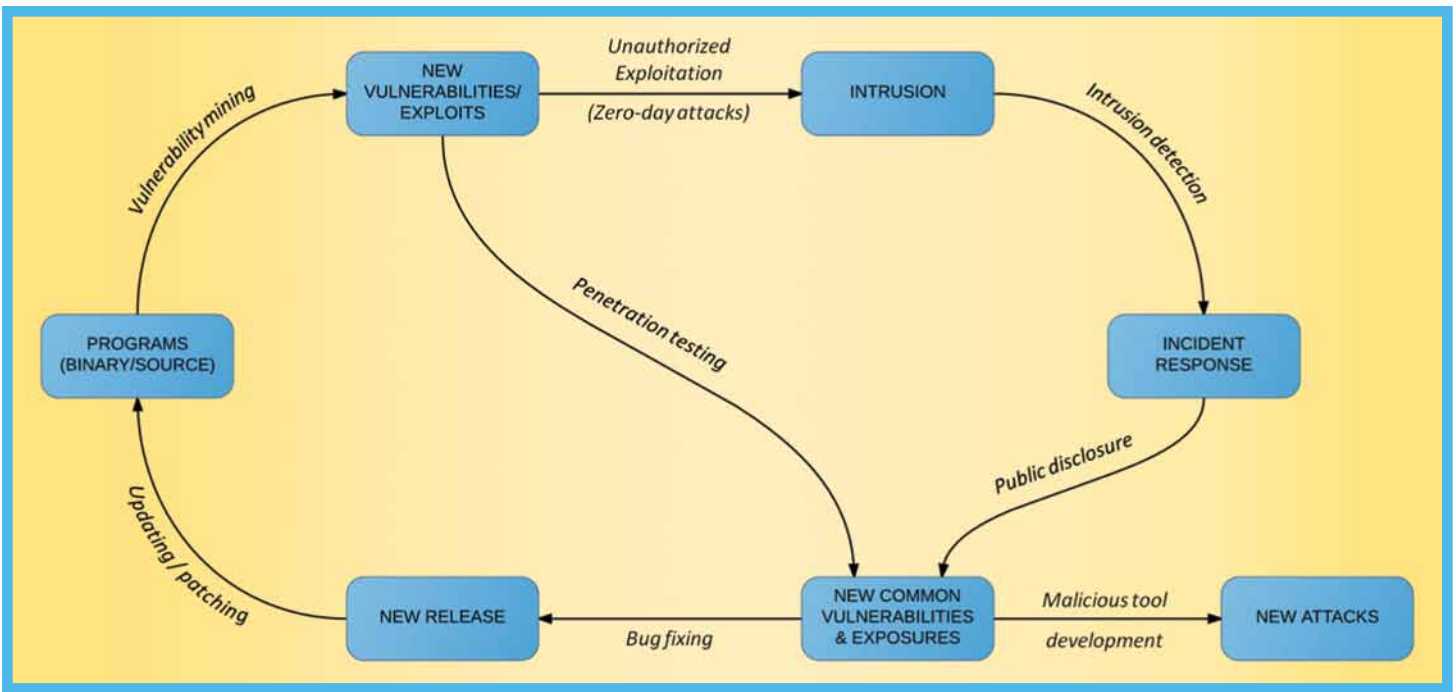 NEW
VULNERABILITIES/
EXPLOITS
Unauthorized
Exploitation
(Zero-day attacks)
INTRUSION
Vulnerability mining
Intrusion detection
Penetration testing
PROGRAMS
(BINARY/SOURCE)
INCIDENT
RESPONSE
Public disclosure
Updating / patching
NEW RELEASE
Bug fixing
NEW COMMON
VULNERABILITIES
& EXPOSURES
Malicious tool
development
NEW ATTACKS